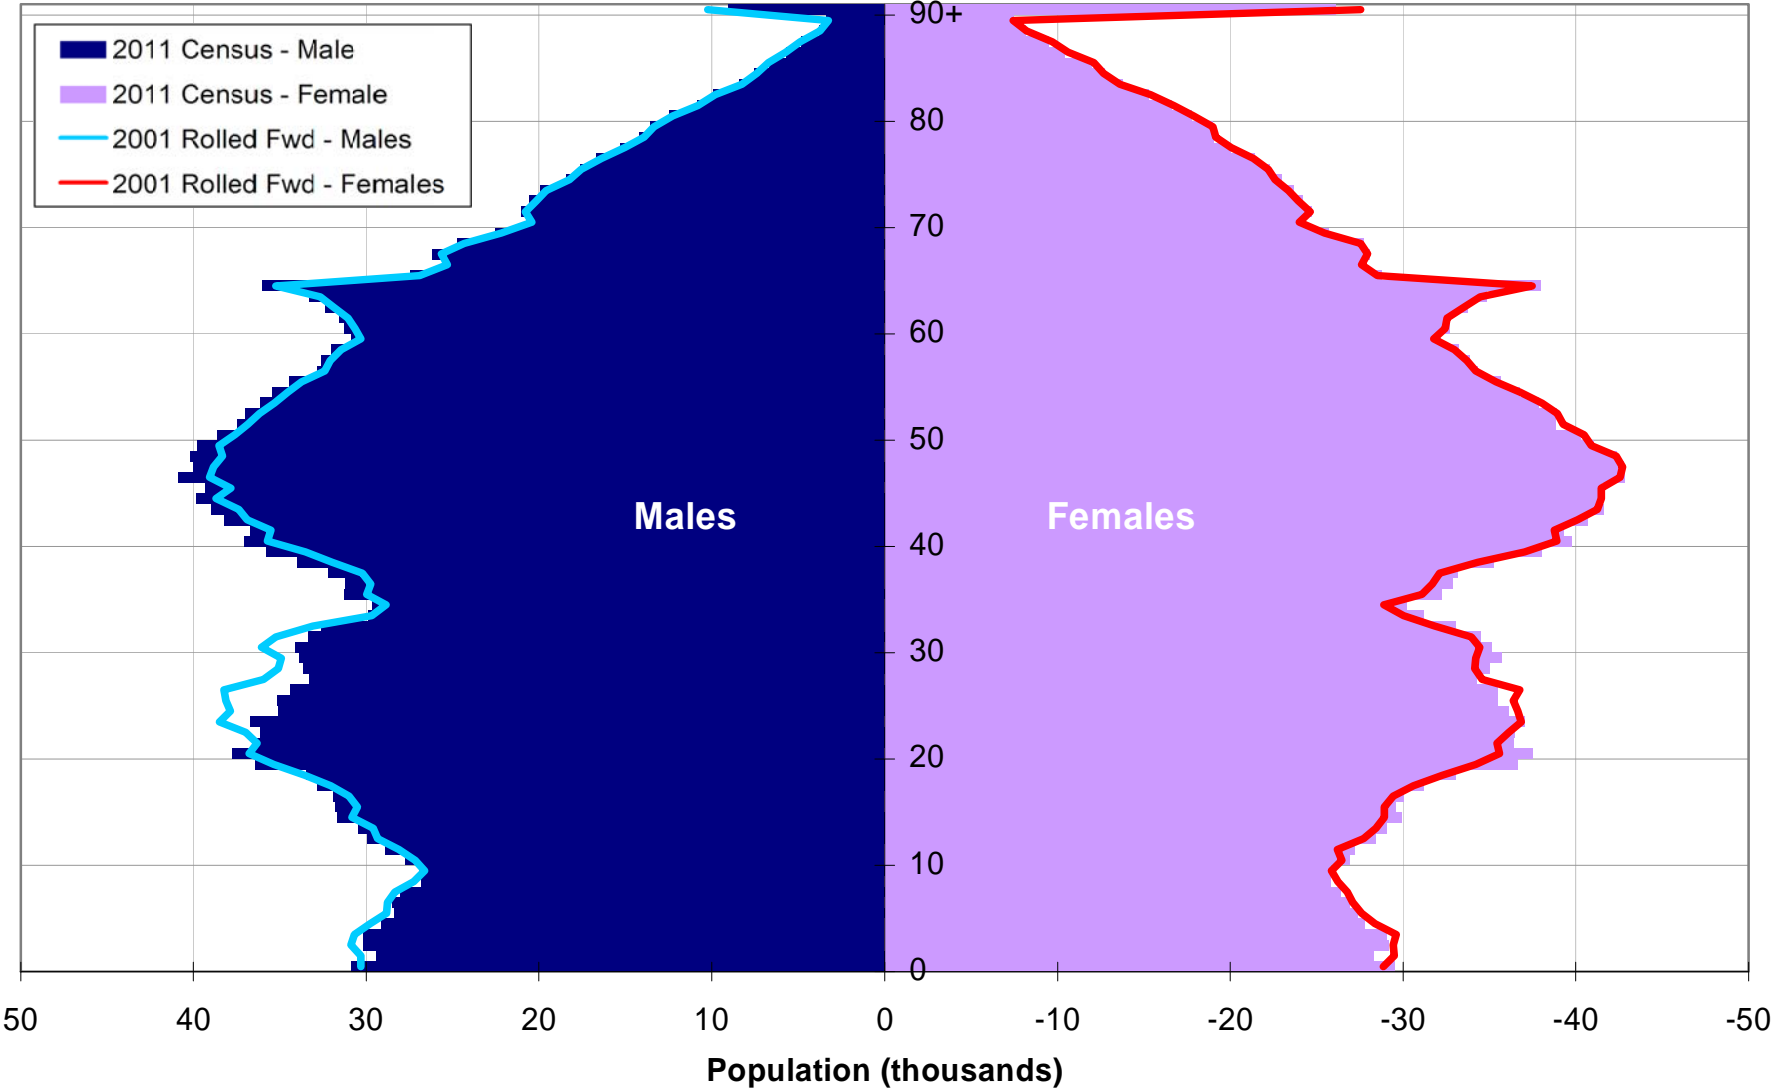 2011 Census - Male
2011 Census - Female
2001 Rolled Fwd - Males
2001 Rolled Fwd - Females
90+
80
70
60
50
40
30
20
10
0
Males
Females
50 40 30 20 10 0 -10 -20 -30 -40 -50
Population (thousands)